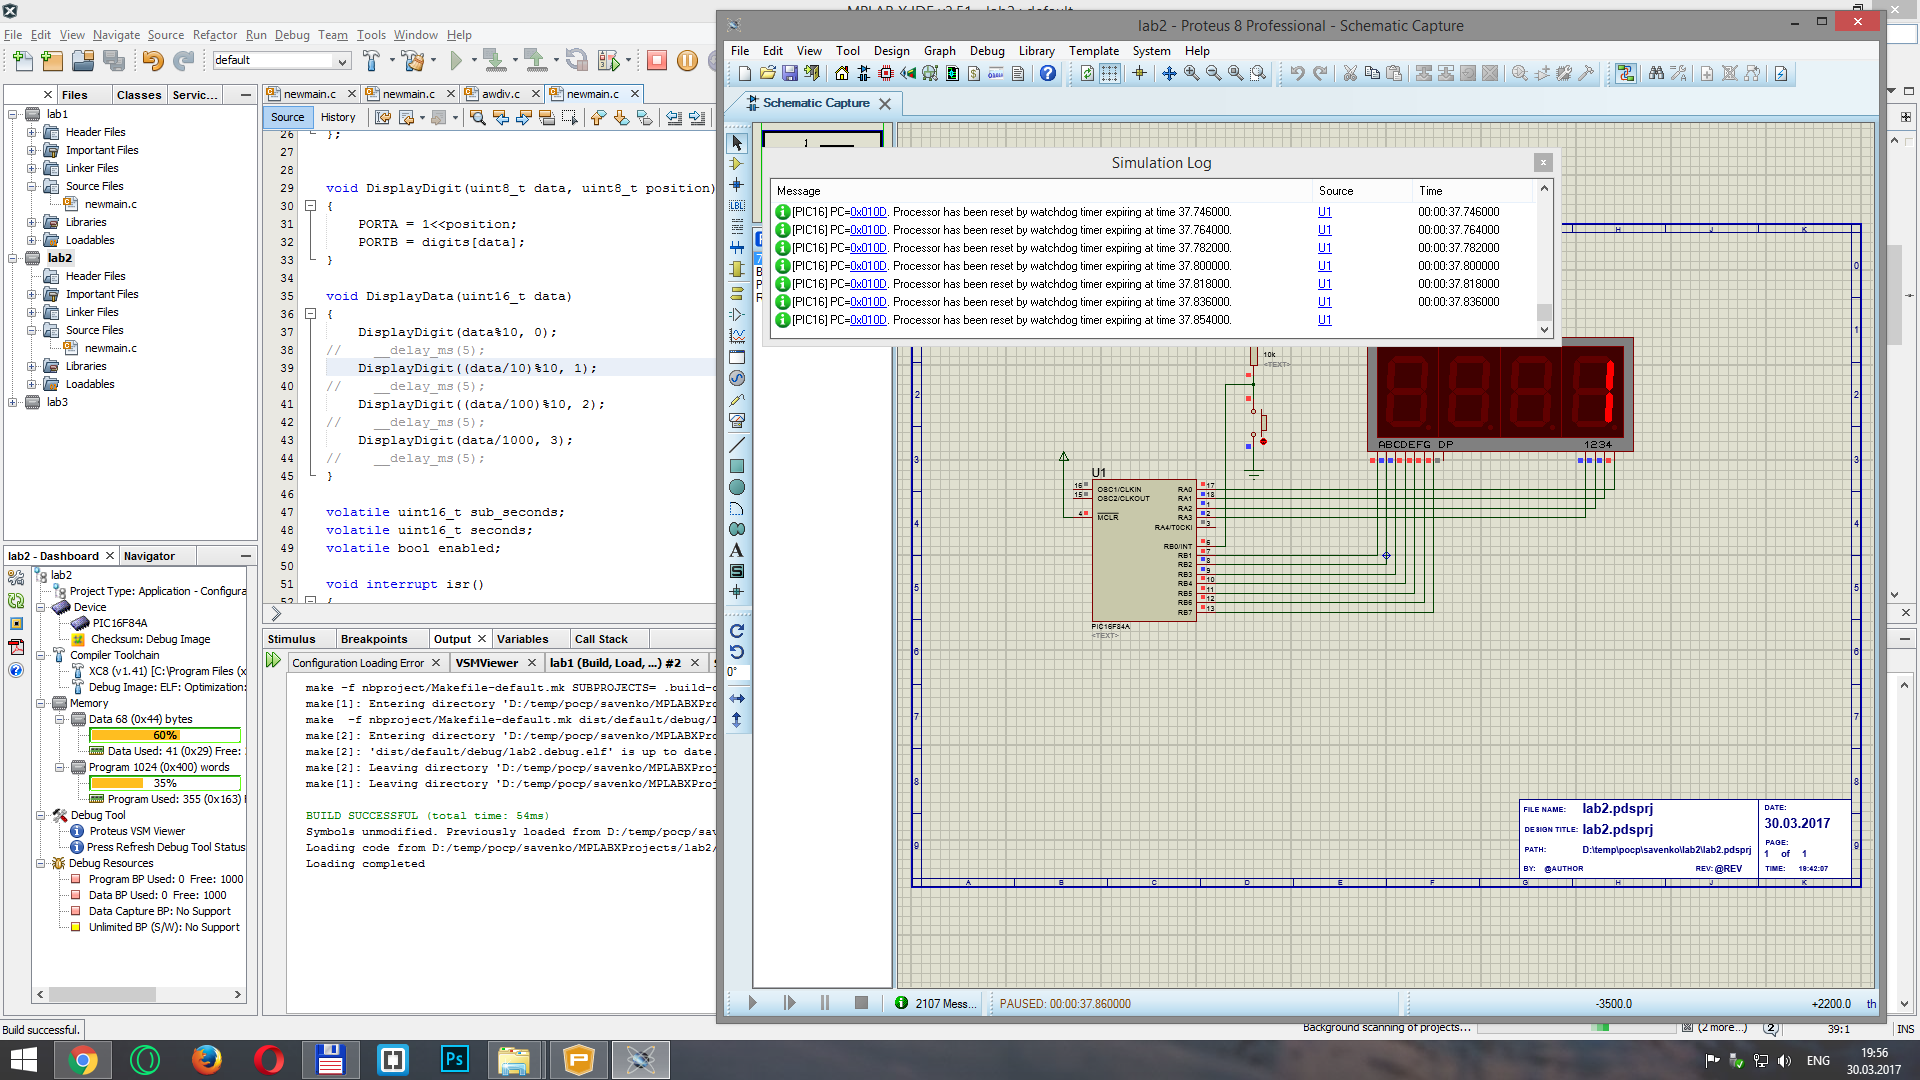 MPLAB X IDE v3.51 - lab2 : default
File Edit View Navigate Source Refactor Run Debug Team Tools Window Help
default
Files Classes Servic...
lab1
Header Files
Important Files
Linker Files
Source Files
newmain.c
Libraries
Loadables
lab2
Header Files
Important Files
Linker Files
Source Files
newmain.c
Libraries
Loadables
lab3
lab2 - Dashboard Navigator
lab2
Project Type: Application - Configura
Device
PIC16F84A
Checksum: Debug Image
Compiler Toolchain
XC8 (v1.41) [C:\Program Files (x
Debug Image: ELF: Optimization:
Memory
Data 68 (0x44) bytes
60%
Data Used: 41 (0x29) Free:
Program 1024 (0x400) words
35%
Program Used: 355 (0x163)
Debug Tool
Proteus VSM Viewer
Press Refresh Debug Tool Status
Debug Resources
Program BP Used: 0 Free: 1000
Data BP Used: 0 Free: 1000
Data Capture BP: No Support
Unlimited BP (S/W): No Support
Build successful.
newmain.c newmain.c awdiv.c newmain.c
Source History
26 };
27
28
29 void DisplayDigit(uint8_t data, uint8_t position)
30 {
31 PORTA = 1<<position;
32 PORTB = digits[data];
33 }
34
35 void DisplayData(uint16_t data)
36 {
37 DisplayDigit(data%10, 0);
38 // __delay_ms(5);
39 DisplayDigit((data/10)%10, 1);
40 // __delay_ms(5);
41 DisplayDigit((data/100)%10, 2);
42 // __delay_ms(5);
43 DisplayDigit(data/1000, 3);
44 // __delay_ms(5);
45 }
46
47 volatile uint16_t sub_seconds;
48 volatile uint16_t seconds;
49 volatile bool enabled;
50
51 void interrupt isr()
52 {
Stimulus Breakpoints Output Variables Call Stack
Configuration Loading Error VSMViewer lab1 (Build, Load, ...) #2
make -f nbproject/Makefile-default.mk SUBPROJECTS= .build-c
make[1]: Entering directory 'D:/temp/pocp/savenko/MPLABXPro
make -f nbproject/Makefile-default.mk dist/default/debug/l
make[2]: Entering directory 'D:/temp/pocp/savenko/MPLABXPro
make[2]: 'dist/default/debug/lab2.debug.elf' is up to date.
make[2]: Leaving directory 'D:/temp/pocp/savenko/MPLABXProj
make[1]: Leaving directory 'D:/temp/pocp/savenko/MPLABXProj
BUILD SUCCESSFUL (total time: 54ms)
Symbols unmodified. Previously loaded from D:/temp/pocp/sav
Loading code from D:/temp/pocp/savenko/MPLABXProjects/lab2/
Loading completed
lab2 - Proteus 8 Professional - Schematic Capture
File Edit View Tool Design Graph Debug Library Template System Help
Schematic Capture
Simulation Log
Message Source Time
[PIC16] PC=0x010D. Processor has been reset by watchdog timer expiring at time 37.746000. U1 00:00:37.746000
[PIC16] PC=0x010D. Processor has been reset by watchdog timer expiring at time 37.764000. U1 00:00:37.764000
[PIC16] PC=0x010D. Processor has been reset by watchdog timer expiring at time 37.782000. U1 00:00:37.782000
[PIC16] PC=0x010D. Processor has been reset by watchdog timer expiring at time 37.800000. U1 00:00:37.800000
[PIC16] PC=0x010D. Processor has been reset by watchdog timer expiring at time 37.818000. U1 00:00:37.818000
[PIC16] PC=0x010D. Processor has been reset by watchdog timer expiring at time 37.836000. U1 00:00:37.836000
[PIC16] PC=0x010D. Processor has been reset by watchdog timer expiring at time 37.854000. U1
10k
<TEXT>
ABCDEFG DP 1234
U1
16 OSC1/CLKIN RA0 17
15 OSC2/CLKOUT RA1 18
RA2 1
4 MCLR RA3 2
RA4/T0CKI 3
RB0/INT 6
RB1 7
RB2 8
RB3 9
RB4 10
RB5 11
RB6 12
RB7 13
PIC16F84A
<TEXT>
FILE NAME: lab2.pdsprj DATE:
DESIGN TITLE: lab2.pdsprj 30.03.2017
PATH: D:\temp\pocp\savenko\lab2\lab2.pdsprj PAGE: 1 of 1
BY: @AUTHOR REV: @REV TIME: 19:42:07
A B C D E F G H J K
0°
2107 Mess... PAUSED: 00:00:37.860000 -3500.0 +2200.0 th
Background scanning of projects... (2 more...) 2 39:1 INS
ENG 19:56
30.03.2017